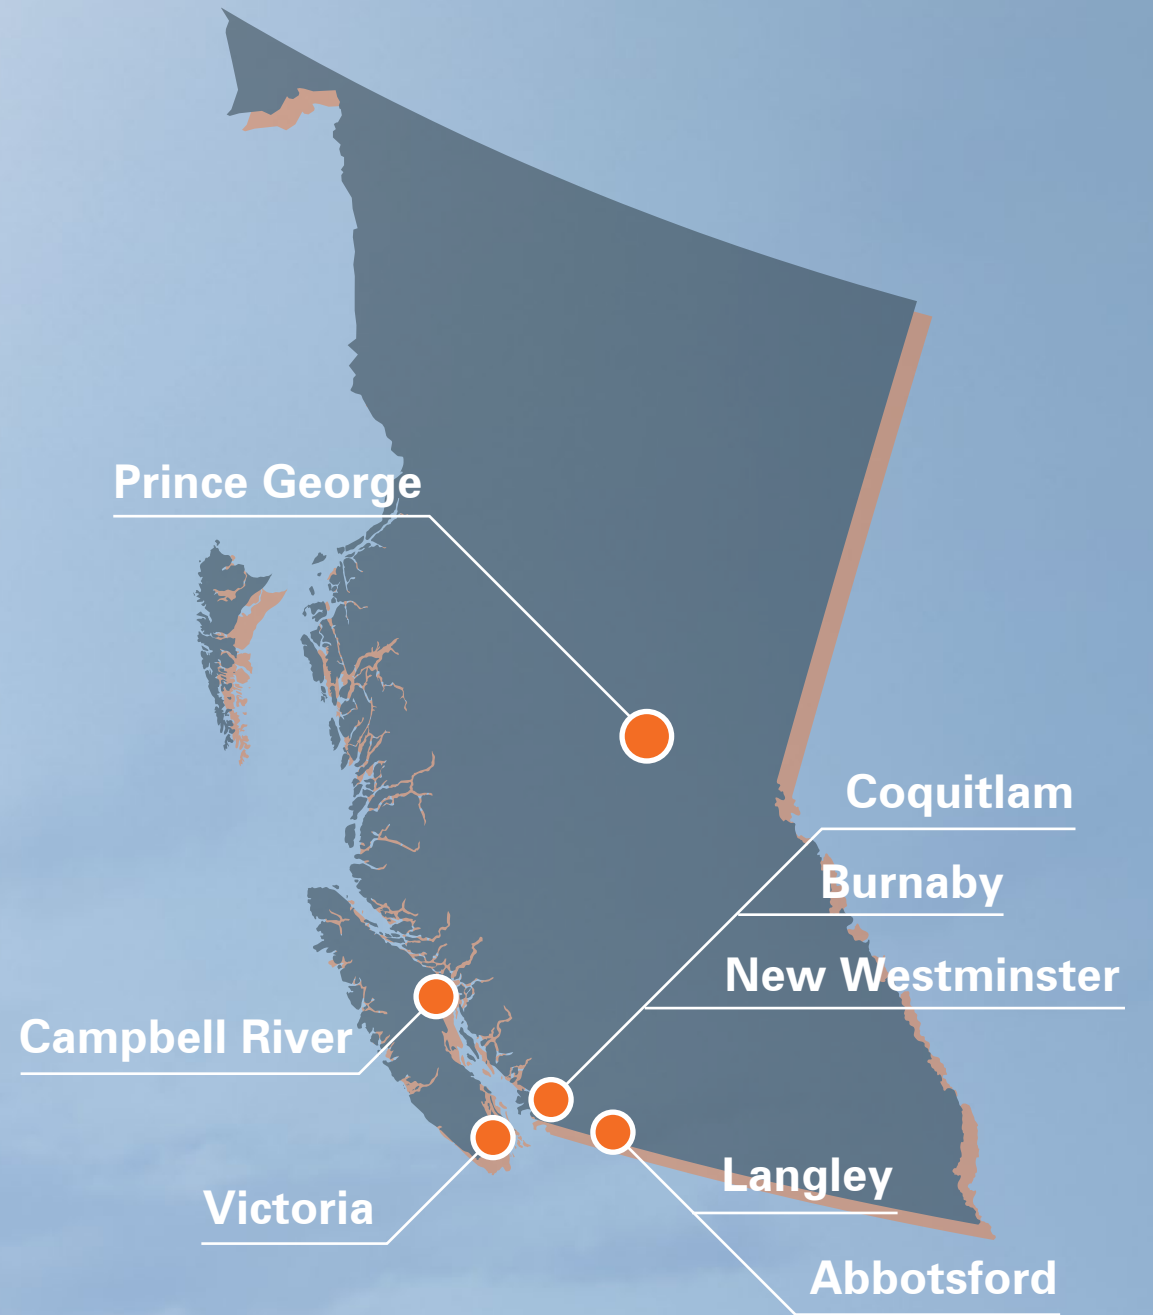 Prince George
Coquitlam
Burnaby
New Westminster
Campbell River
Langley
Victoria
Abbotsford